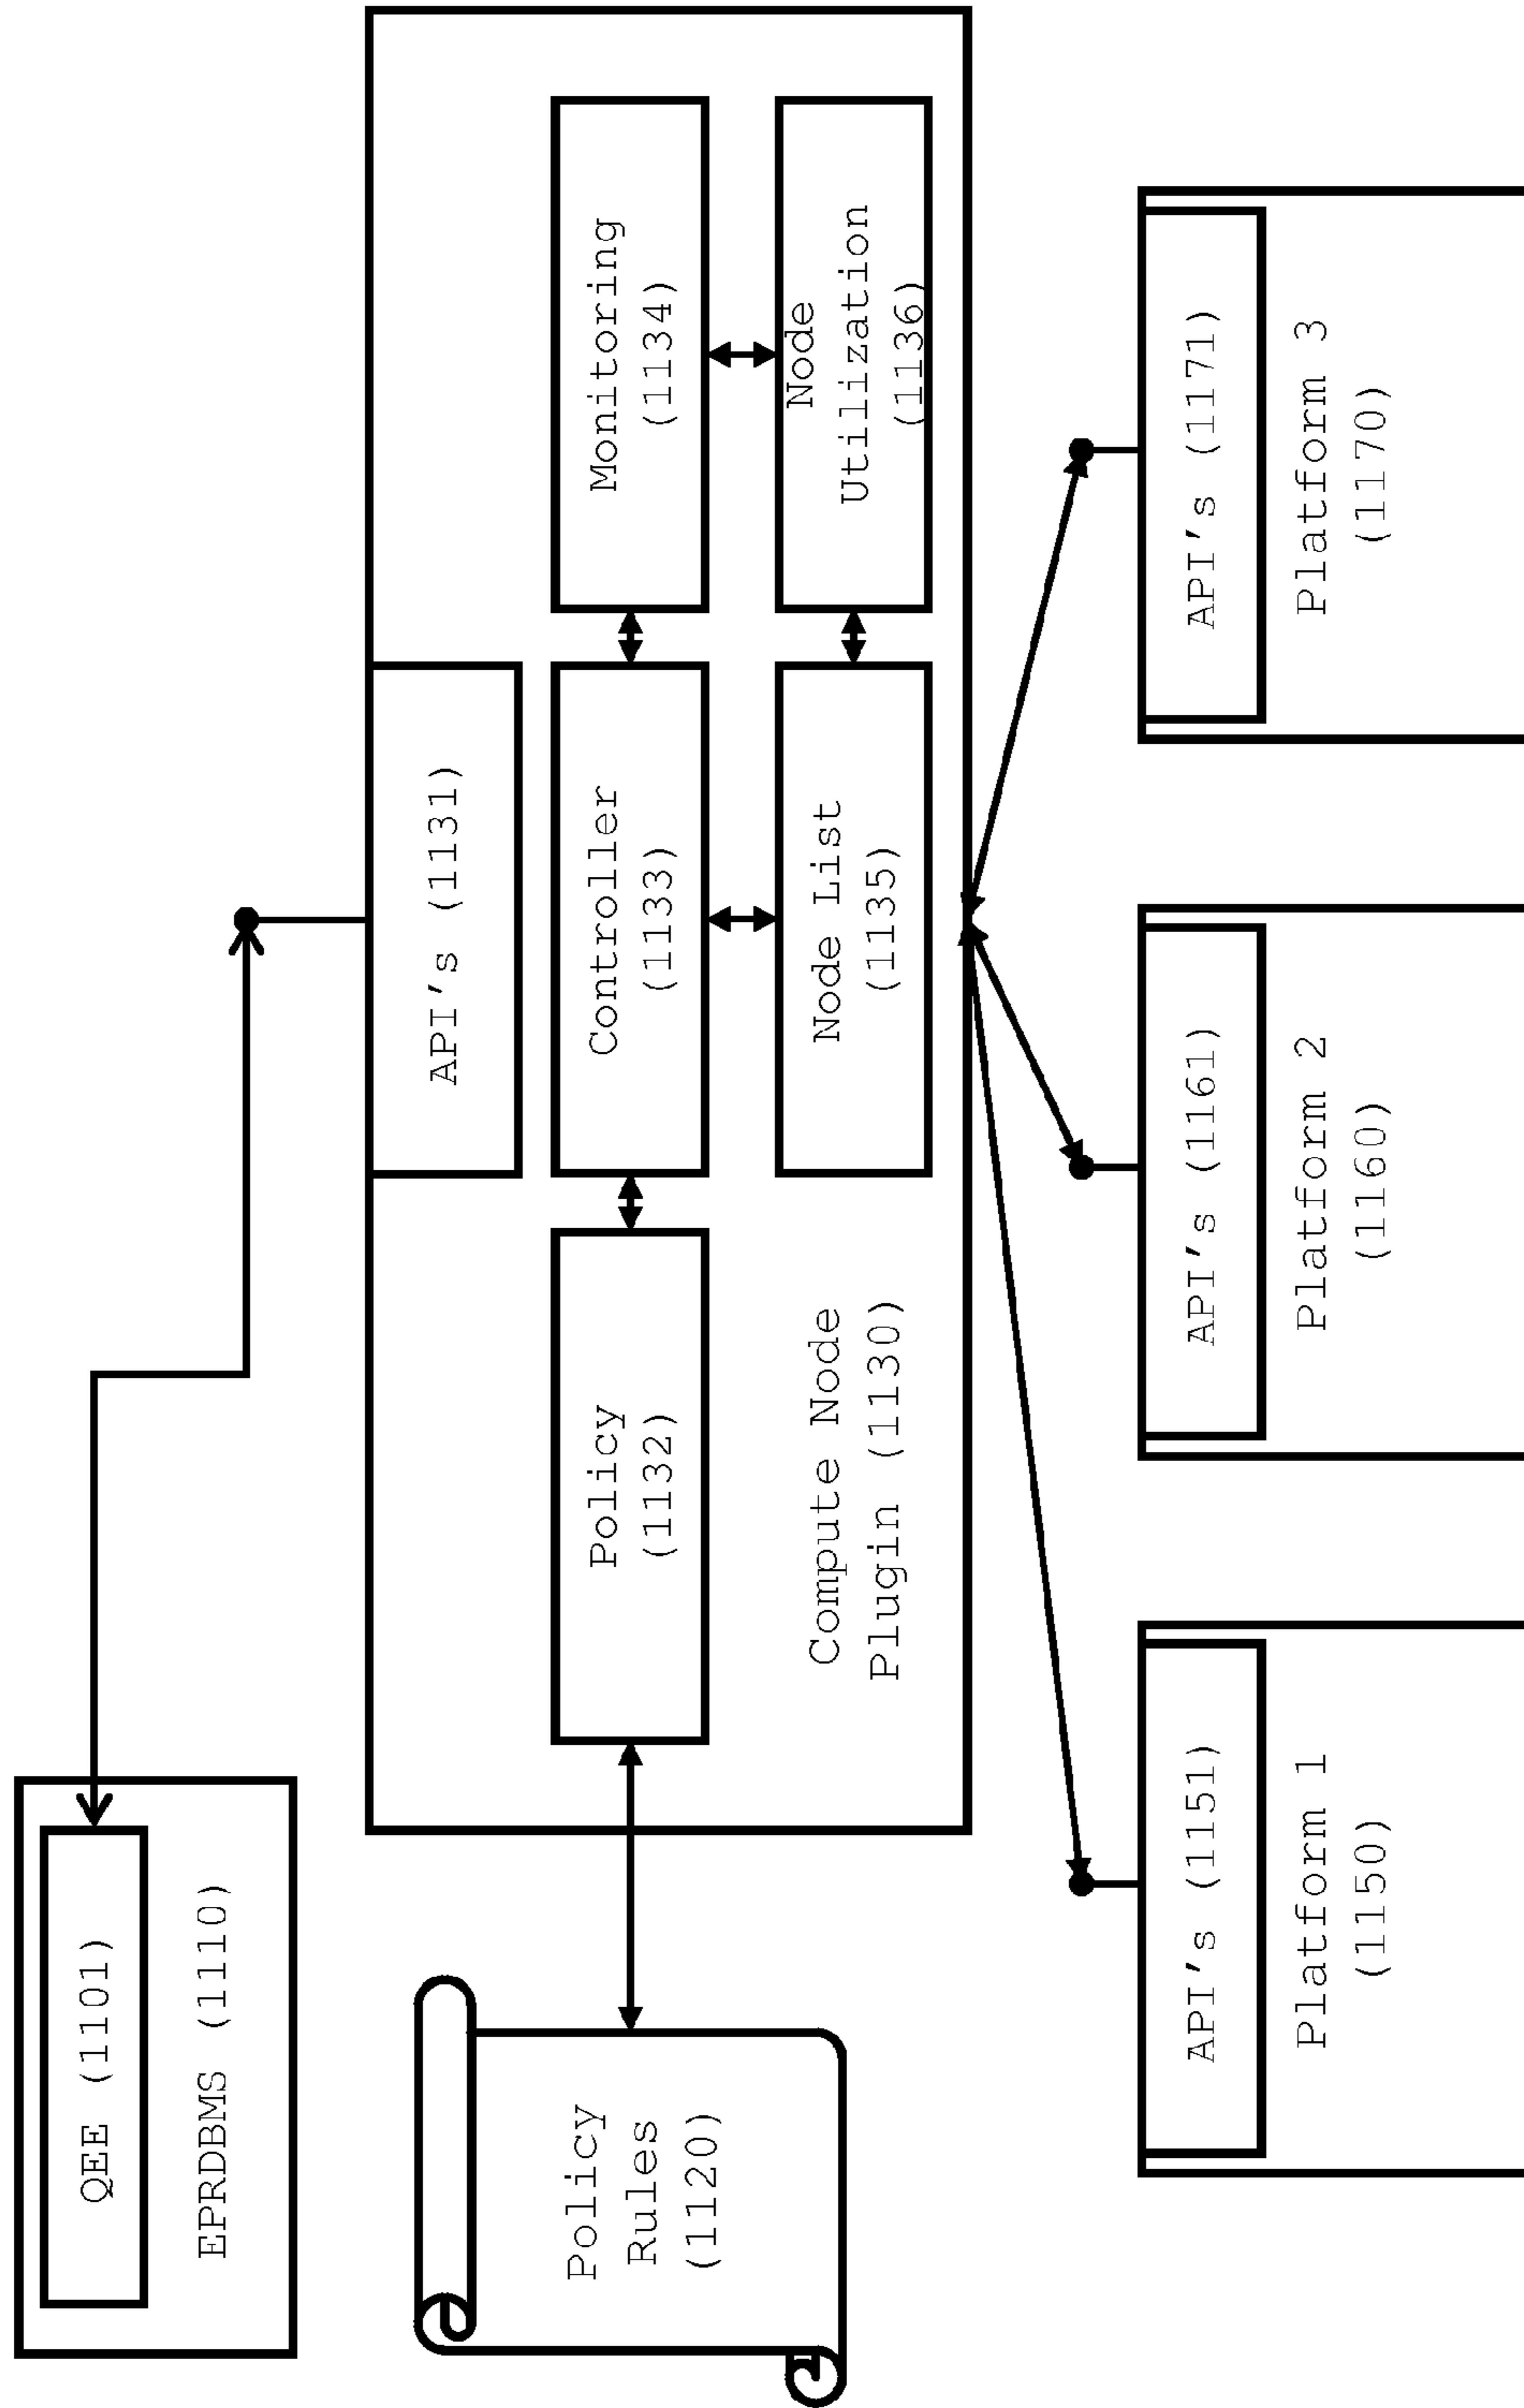 QEE (1101)
EPRDBMS (1110)
API's (1131)
Policy
Rules
(1120)
Policy
(1132)
Controller
(1133)
Monitoring
(1134)
Compute Node
Plugin (1130)
Node List
(1135)
Node
Utilization
(1136)
API's (1151)
Platform 1
(1150)
API's (1161)
Platform 2
(1160)
API's (1171)
Platform 3
(1170)